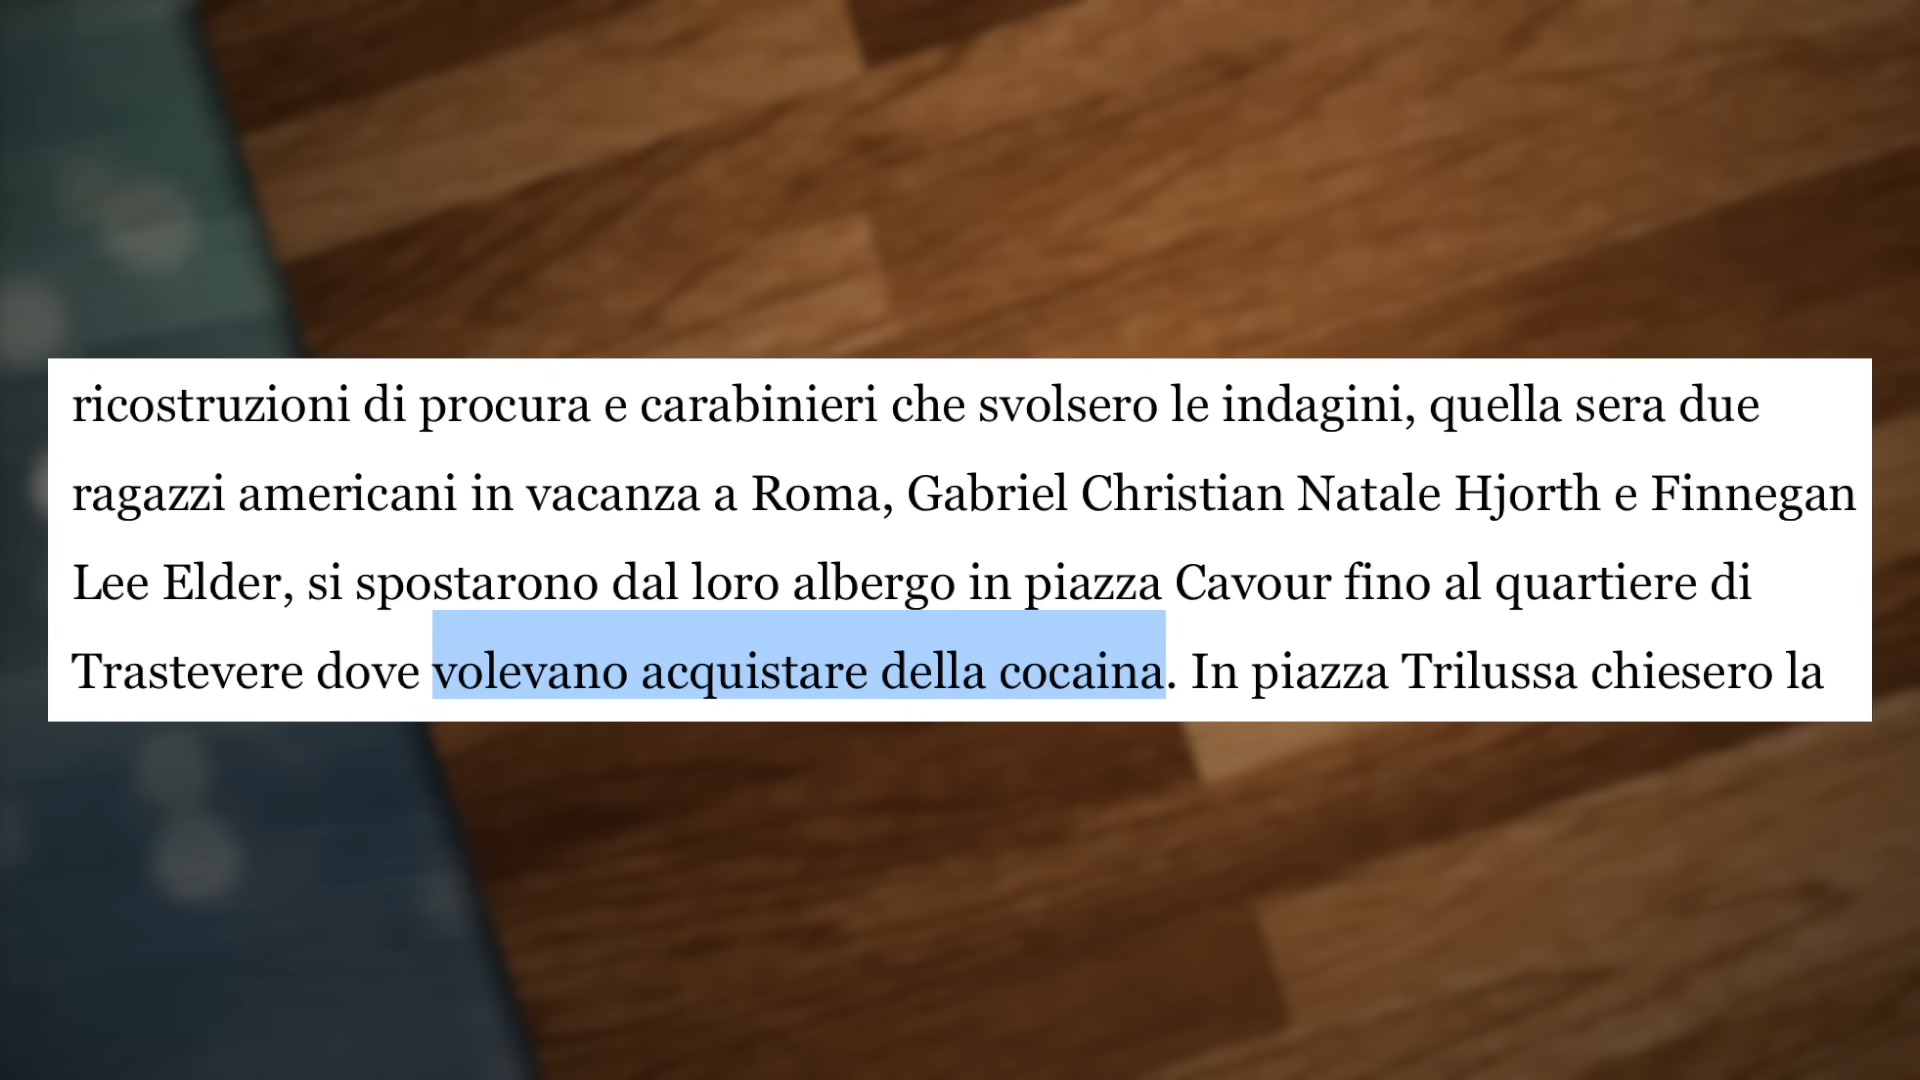 ricostruzioni di procura e carabinieri che svolsero le indagini, quella sera due
ragazzi americani in vacanza a Roma, Gabriel Christian Natale Hjorth e Finnegan
Lee Elder, si spostarono dal loro albergo in piazza Cavour fino al quartiere di
Trastevere dove volevano acquistare della cocaina. In piazza Trilussa chiesero la